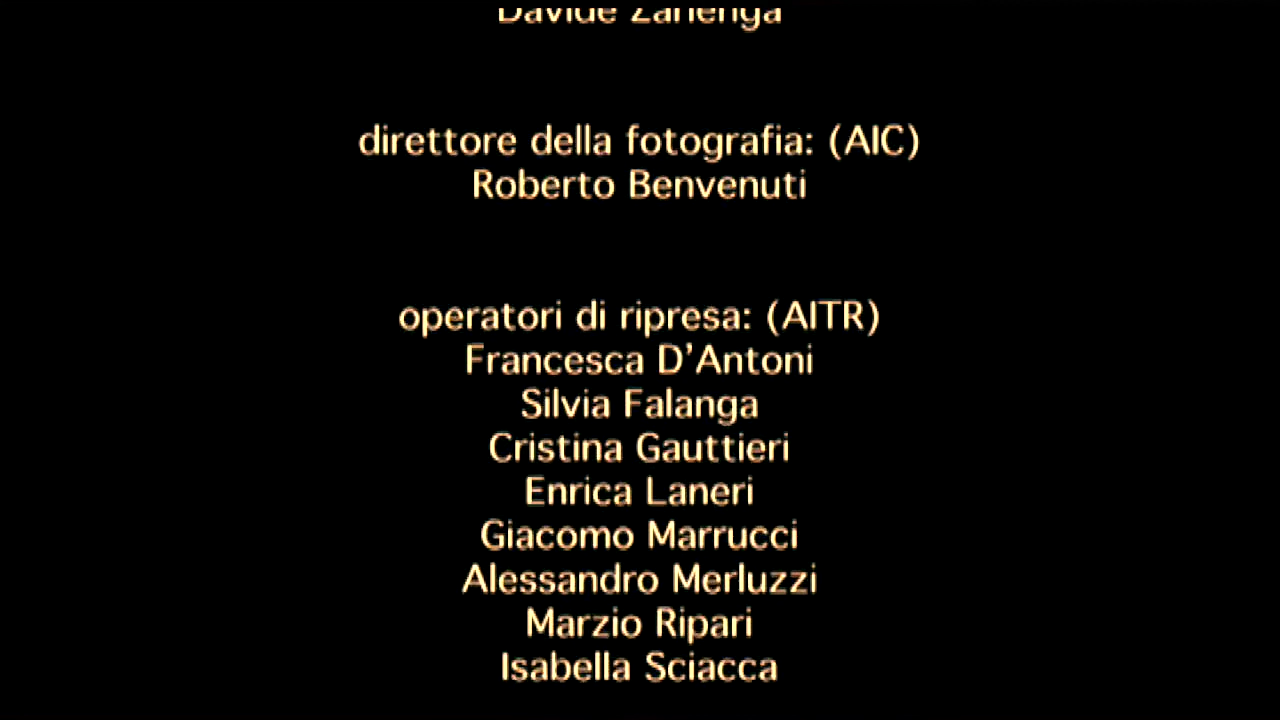 Davide
direttore della fotografia: (AIC)
Roberto Benvenuti
operatori di ripresa: (AITR)
Francesca D'Antoni
Silvia Falanga
Cristina Gauttieri
Enrica Laneri
Giacomo Marrucci
Alessandro Merluzzi
Marzio Ripari
Isabella Sciacca